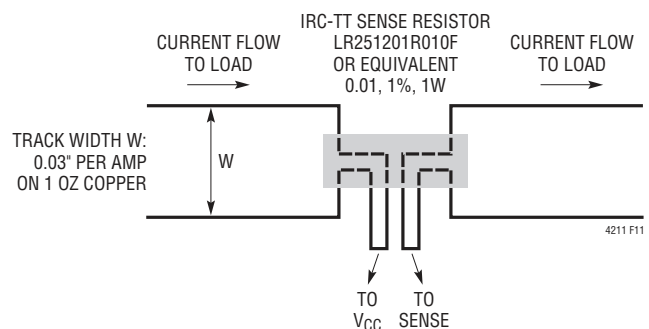 IRC-TT SENSE RESISTOR
LR251201R010F
OR EQUIVALENT
0.01, 1%, 1W
CURRENT FLOW
TO LOAD
CURRENT FLOW
TO LOAD
TRACK WIDTH W:
0.03" PER AMP
ON 1 OZ COPPER
W
4211 F11
TO
VCC
TO
SENSE